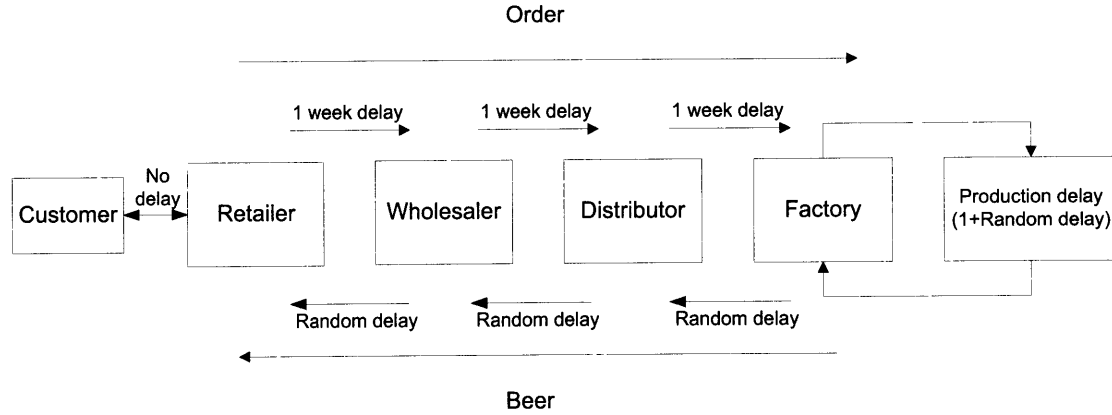 Order
1 week delay
1 week delay
1 week delay
No
delay
Customer
Retailer
Wholesaler
Distributor
Factory
Production delay
(1+Random delay)
Random delay
Random delay
Random delay
Beer